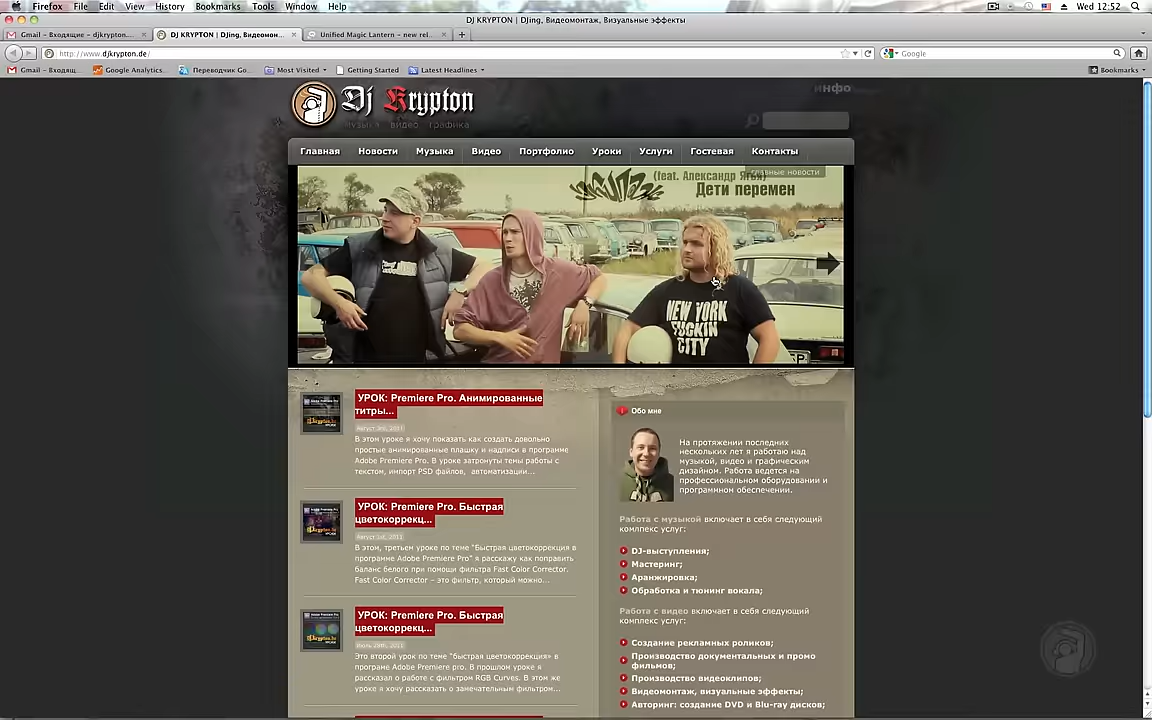 Firefox File Edit View History Bookmarks Tools Window Help
Wed 12:52
DJ KRYPTON | DJing, Видеомонтаж, Визуальные эффекты
Gmail – Входящие – djkrypton....
DJ KRYPTON | DJing, Видеомон...
Unified Magic Lantern – new rel...
http://www.djkrypton.de/
Google
Gmail – Входящ...
Google Analytics
Переводчик Go...
Most Visited
Getting Started
Latest Headlines
Bookmarks
Dj Krypton
музыка видео графика
инфо
Главная Новости Музыка Видео Портфолио Уроки Услуги Гостевая Контакты
(feat. Александр
главные новости
Дети перемен
NEW YORK
FUCKIN
CITY
УРОК: Premiere Pro. Анимированные
титры...
Август 3rd, 2011
В этом уроке я хочу показать как создать довольно
простые анимированные плашку и надписи в программе
Adobe Premiere Pro. В уроке затронуты темы работы с
текстом, импорт PSD файлов, автоматизации...
УРОК: Premiere Pro. Быстрая
цветокоррекц...
Август 1st, 2011
В этом, третьем уроке по теме "Быстрая цветокоррекция в
программе Adobe Premiere Pro" я расскажу как поправить
баланс белого при помощи фильтра Fast Color Corrector.
Fast Color Corrector – это фильтр, который можно...
УРОК: Premiere Pro. Быстрая
цветокоррекц...
Это второй урок по теме "быстрая цветокоррекция» в
програме Adobe Premiere pro. В прошлом уроке я
рассказал о работе с фильтром RGB Curves. В этом же
уроке я хочу рассказать о замечательным фильтром...
Обо мне
На протяжении последних
нескольких лет я работаю над
музыкой, видео и графическим
дизайном. Работа ведется на
профессиональном оборудовании и
программном обеспечении.
Работа с музыкой включает в себя следующий
комлпекс услуг:
DJ-выступления;
Мастеринг;
Аранжировка;
Обработка и тюнинг вокала;
Работа с видео включает в себя следующий
комплекс услуг:
Создание рекламных роликов;
Производство документальных и промо
фильмов;
Производство видеоклипов;
Видеомонтаж, визуальные эффекты;
Авторинг: создание DVD и Blu-ray дисков;